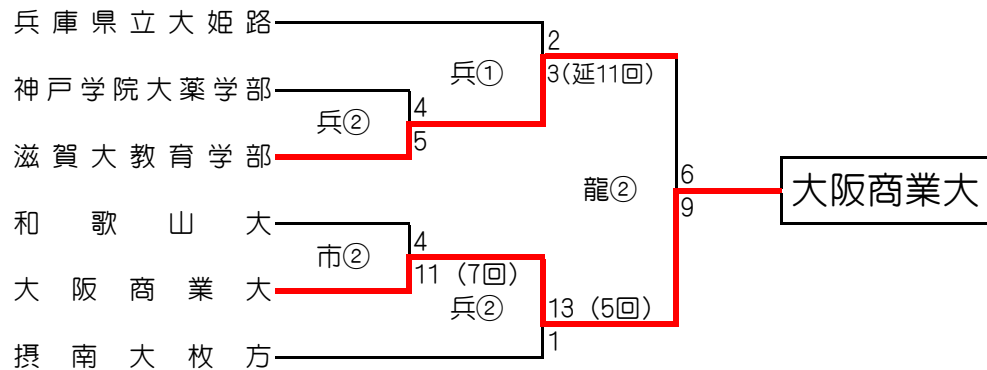 兵庫県立大姫路
2
兵①
3(延11回)
神戸学院大薬学部
4
兵②
5
滋賀大教育学部
龍②
6
大阪商業大
9
和歌山大
4
市②
11 (7回)
大阪商業大
兵②
13 (5回)
1
摂南大枚方